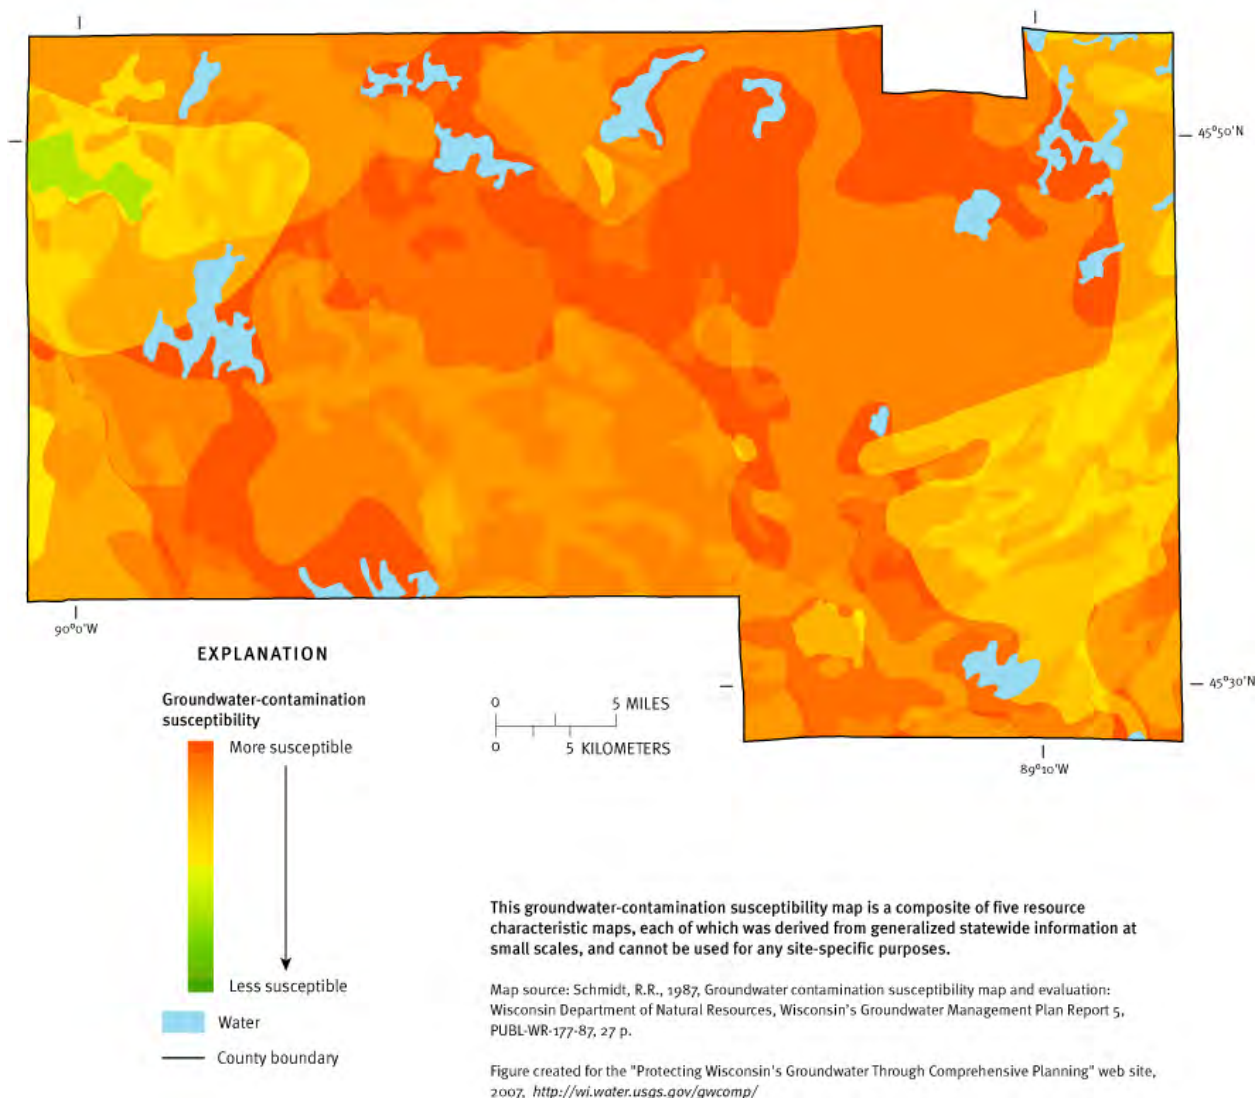 45°50'N
90°0'W
45°30'N
89°10'W
EXPLANATION
Groundwater-contamination
susceptibility
More susceptible
Less susceptible
Water
County boundary
0 5 MILES
0 5 KILOMETERS
This groundwater-contamination susceptibility map is a composite of five resource
characteristic maps, each of which was derived from generalized statewide information at
small scales, and cannot be used for any site-specific purposes.
Map source: Schmidt, R.R., 1987, Groundwater contamination susceptibility map and evaluation:
Wisconsin Department of Natural Resources, Wisconsin's Groundwater Management Plan Report 5,
PUBL-WR-177-87, 27 p.
Figure created for the "Protecting Wisconsin's Groundwater Through Comprehensive Planning" web site,
2007, http://wi.water.usgs.gov/gwcomp/